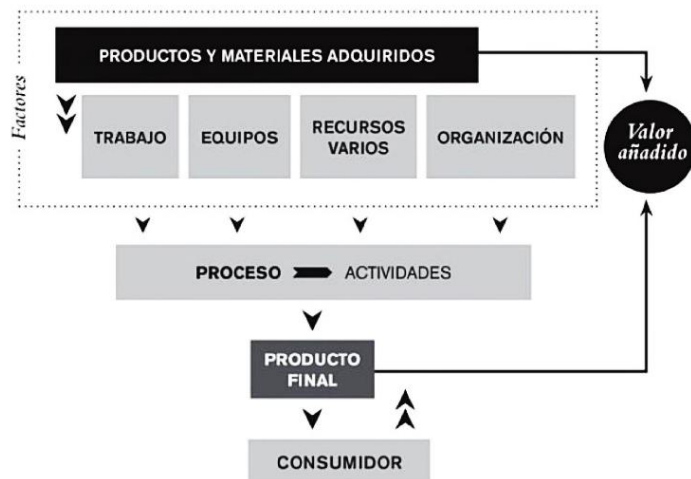 Factores
PRODUCTOS Y MATERIALES ADQUIRIDOS
TRABAJO
EQUIPOS
RECURSOS
VARIOS
ORGANIZACIÓN
Valor
añadido
PROCESO ACTIVIDADES
PRODUCTO
FINAL
CONSUMIDOR